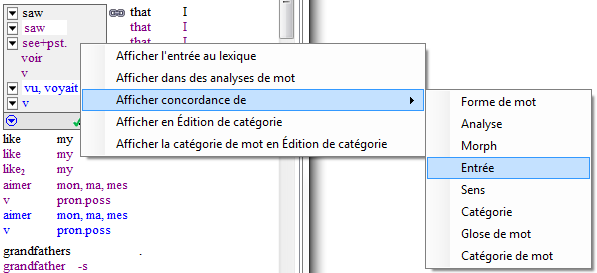 saw that I
saw that I
see+pst. that I
voir
v
vu, voyait
v
Afficher l'entrée au lexique
Afficher dans des analyses de mot
Afficher concordance de
Afficher en Édition de catégorie
Afficher la catégorie de mot en Édition de catégorie
Forme de mot
Analyse
Morph
Entrée
Sens
Catégorie
Glose de mot
Catégorie de mot
like my
like my
like₂ my
aimer mon, ma, mes
v pron.poss
aimer mon, ma, mes
v pron.poss
grandfathers .
grandfather -s